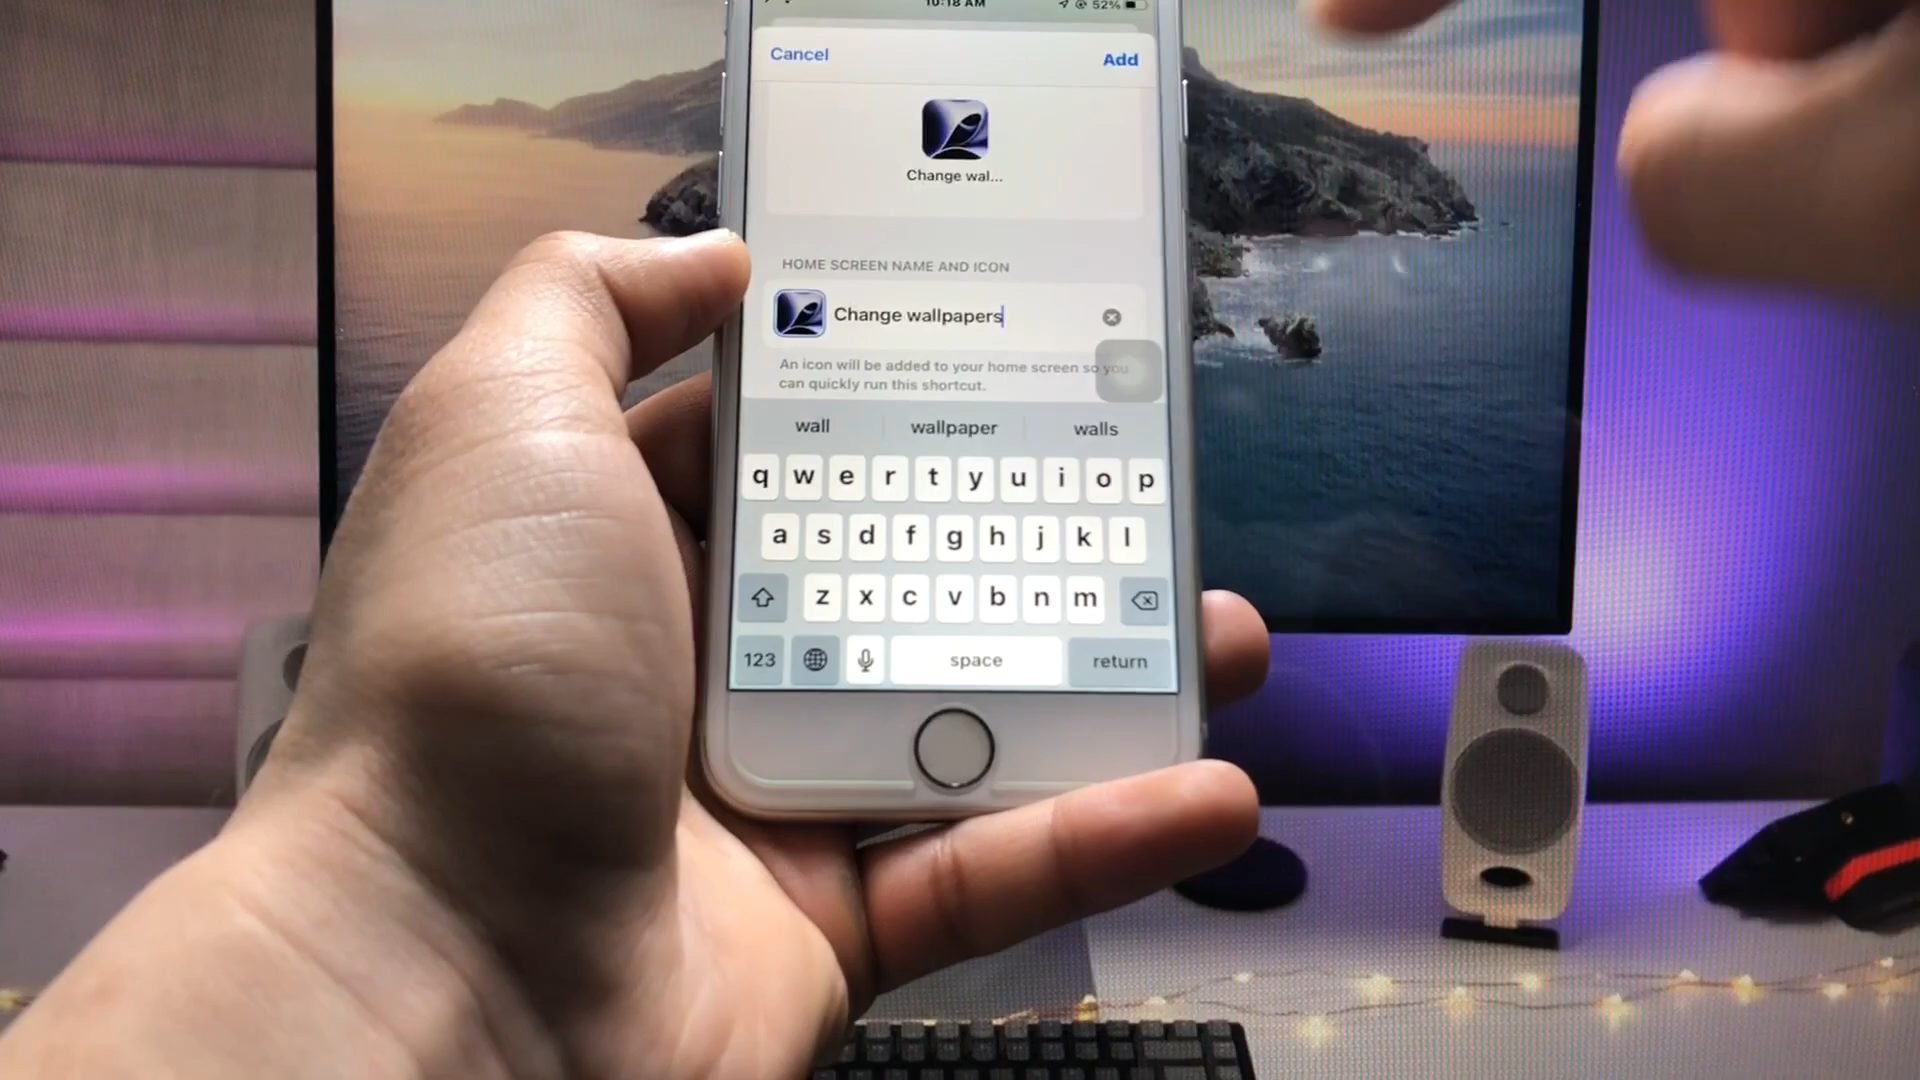 10:18 AM
52%
Cancel
Add
Change wal...
HOME SCREEN NAME AND ICON
Change wallpapers
An icon will be added to your home screen so you
can quickly run this shortcut.
wall wallpaper walls
q w e r t y u i o p
a s d f g h j k l
z x c v b n m
123 space return